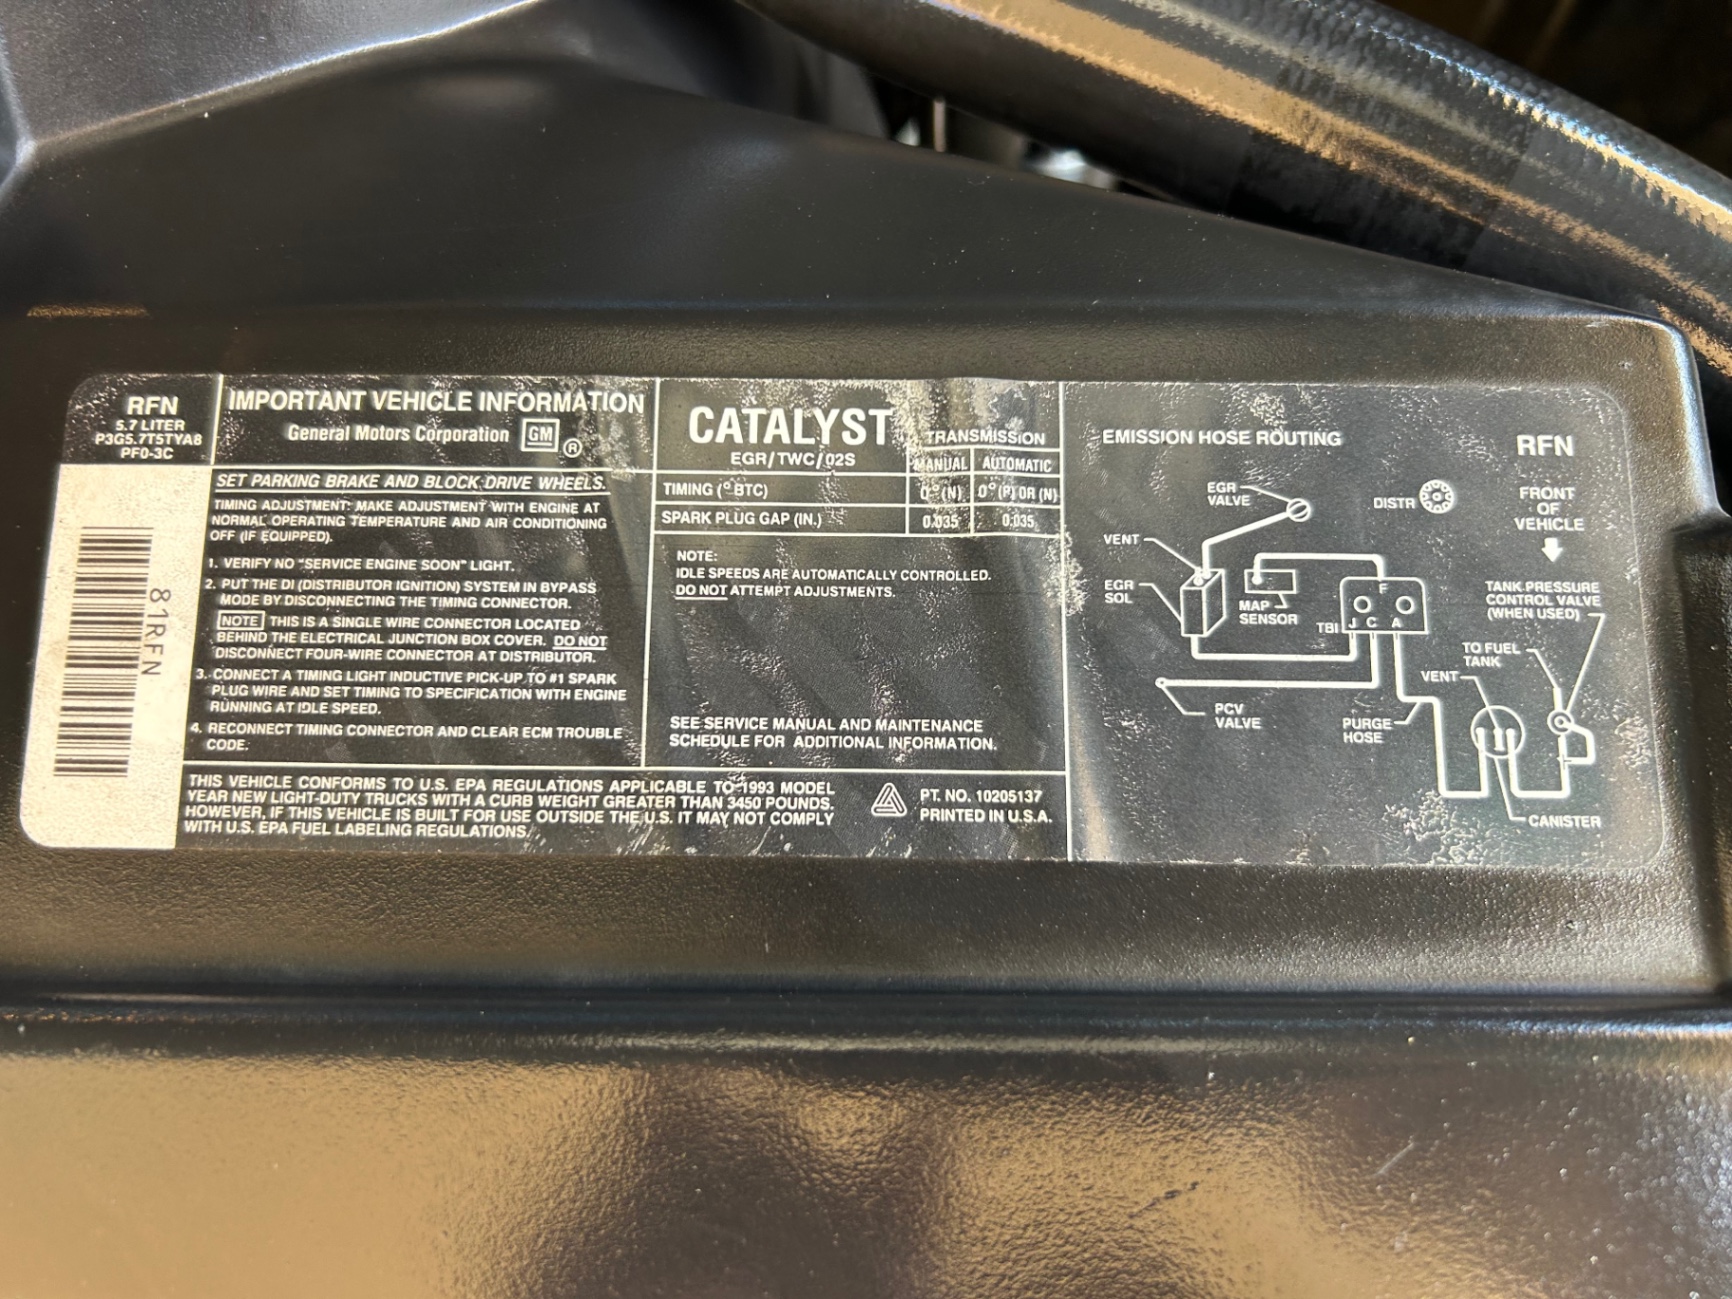 RFN
5.7 LITER
P3G5.7T5TYA8
PF0-3C
81RFN
IMPORTANT VEHICLE INFORMATION
General Motors Corporation GM ®
SET PARKING BRAKE AND BLOCK DRIVE WHEELS.
TIMING ADJUSTMENT: MAKE ADJUSTMENT WITH ENGINE AT
NORMAL OPERATING TEMPERATURE AND AIR CONDITIONING
OFF (IF EQUIPPED).
1. VERIFY NO "SERVICE ENGINE SOON" LIGHT.
2. PUT THE DI (DISTRIBUTOR IGNITION) SYSTEM IN BYPASS
MODE BY DISCONNECTING THE TIMING CONNECTOR.
NOTE THIS IS A SINGLE WIRE CONNECTOR LOCATED
BEHIND THE ELECTRICAL JUNCTION BOX COVER. DO NOT
DISCONNECT FOUR-WIRE CONNECTOR AT DISTRIBUTOR.
3. CONNECT A TIMING LIGHT INDUCTIVE PICK-UP TO #1 SPARK
PLUG WIRE AND SET TIMING TO SPECIFICATION WITH ENGINE
RUNNING AT IDLE SPEED.
4. RECONNECT TIMING CONNECTOR AND CLEAR ECM TROUBLE
CODE.
CATALYST
EGR/TWC/02S
TRANSMISSION
MANUAL AUTOMATIC
TIMING (° BTC) 0° (N) 0° (P) OR (N)
SPARK PLUG GAP (IN.) 0.035 0.035
NOTE:
IDLE SPEEDS ARE AUTOMATICALLY CONTROLLED.
DO NOT ATTEMPT ADJUSTMENTS.
SEE SERVICE MANUAL AND MAINTENANCE
SCHEDULE FOR ADDITIONAL INFORMATION.
THIS VEHICLE CONFORMS TO U.S. EPA REGULATIONS APPLICABLE TO 1993 MODEL
YEAR NEW LIGHT-DUTY TRUCKS WITH A CURB WEIGHT GREATER THAN 3450 POUNDS.
HOWEVER, IF THIS VEHICLE IS BUILT FOR USE OUTSIDE THE U.S. IT MAY NOT COMPLY
WITH U.S. EPA FUEL LABELING REGULATIONS.
PT. NO. 10205137
PRINTED IN U.S.A.
EMISSION HOSE ROUTING
RFN
EGR
VALVE
DISTR
FRONT
OF
VEHICLE
VENT
EGR
SOL
MAP
SENSOR
TBI
F
J C A
TANK PRESSURE
CONTROL VALVE
(WHEN USED)
TO FUEL
TANK
VENT
PCV
VALVE
PURGE
HOSE
CANISTER